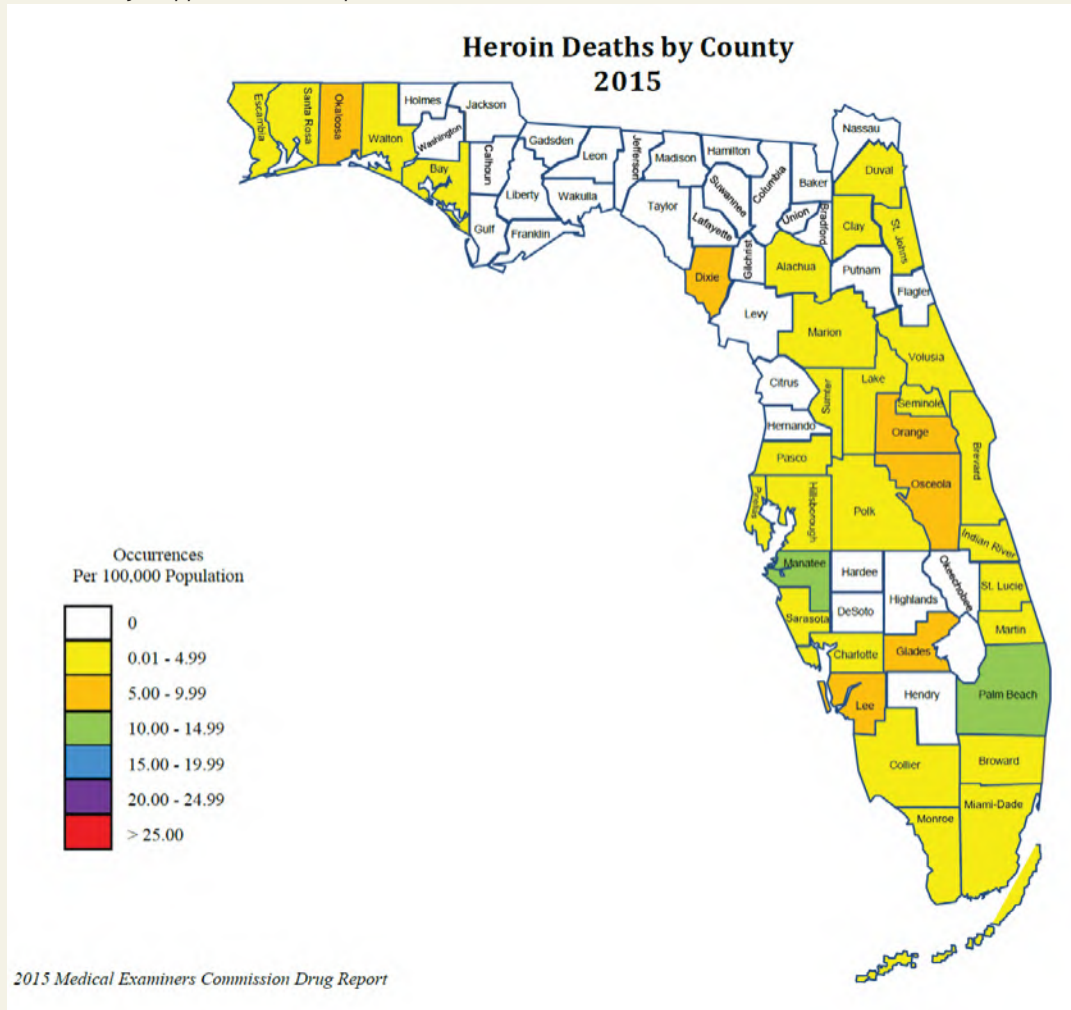 Heroin Deaths by County
2015
Escambia
Santa Rosa
Okaloosa
Walton
Holmes
Washington
Bay
Jackson
Calhoun
Gulf
Gadsden
Liberty
Franklin
Leon
Wakulla
Jefferson
Madison
Taylor
Hamilton
Suwannee
Lafayette
Columbia
Dixie
Gilchrist
Baker
Union
Bradford
Nassau
Duval
Clay
St. Johns
Alachua
Putnam
Flagler
Levy
Marion
Volusia
Citrus
Sumter
Lake
Seminole
Hernando
Orange
Brevard
Pasco
Osceola
Pinellas
Hillsborough
Polk
Indian River
Manatee
Hardee
Highlands
Okeechobee
St. Lucie
Sarasota
DeSoto
Martin
Charlotte
Glades
Lee
Hendry
Palm Beach
Collier
Broward
Monroe
Miami-Dade
Occurrences
Per 100,000 Population
0
0.01 - 4.99
5.00 - 9.99
10.00 - 14.99
15.00 - 19.99
20.00 - 24.99
> 25.00
2015 Medical Examiners Commission Drug Report